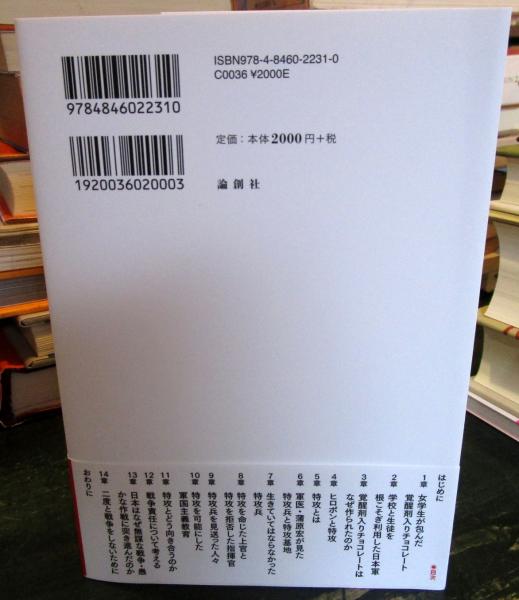 ISBN978-4-8460-2231-0
C0036 ¥2000E
9784846022310
定価：本体2000円＋税
1920036020003
論創社
●目次
はじめに
1章 女学生が包んだ
覚醒剤入りチョコレート
2章 学校と生徒を
根こそぎ利用した日本軍
3章 覚醒剤入りチョコレートは
なぜ作られたのか
4章 ヒロポンと特攻
5章 特攻とは
6章 軍医・蒲原宏が見た
特攻兵と特攻基地
7章 生きていてはならなかった
特攻兵
8章 特攻を命じた上官と
特攻を拒否した指揮官
9章 特攻兵を見送った人々
10章 特攻を可能にした
軍国主義教育
11章 特攻とどう向き合うのか
12章 戦争責任について考える
13章 日本はなぜ無謀な戦争・愚
かな作戦に突き進んだのか
14章 二度と戦争をしないために
おわりに